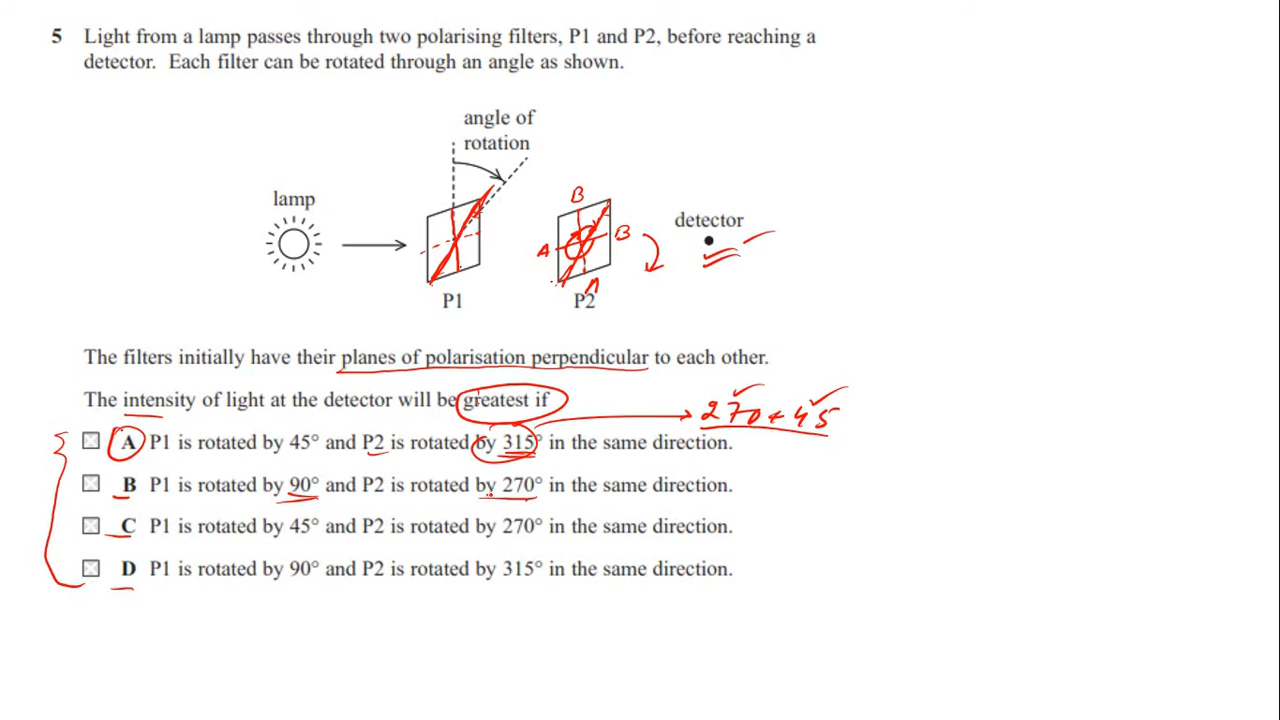 5 Light from a lamp passes through two polarising filters, P1 and P2, before reaching a
detector. Each filter can be rotated through an angle as shown.
angle of
rotation
lamp
B
detector
A
B
A
P1
P2
The filters initially have their planes of polarisation perpendicular to each other.
The intensity of light at the detector will be greatest if
270+45
A P1 is rotated by 45° and P2 is rotated by 315° in the same direction.
B P1 is rotated by 90° and P2 is rotated by 270° in the same direction.
C P1 is rotated by 45° and P2 is rotated by 270° in the same direction.
D P1 is rotated by 90° and P2 is rotated by 315° in the same direction.